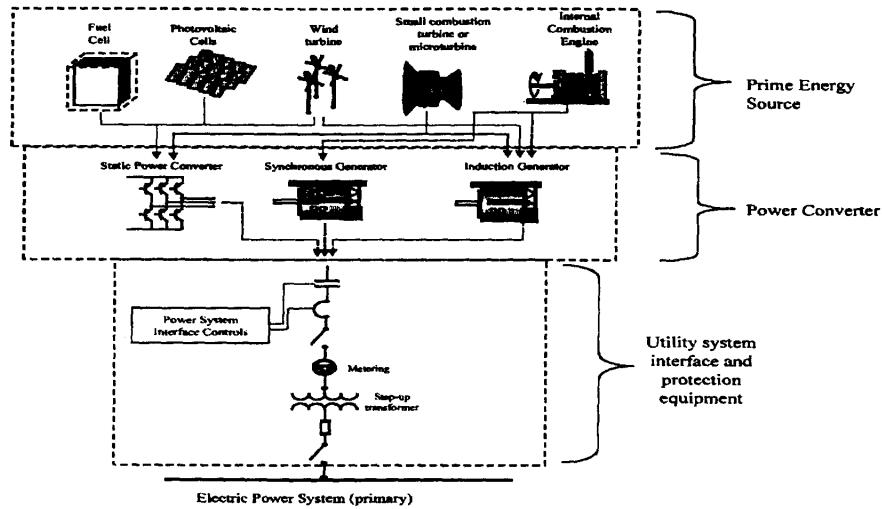 Fuel
Cell
Photovoltaic
Cells
Wind
turbine
Small combustion
turbine or
microturbine
Internal
Combustion
Engine
Prime Energy
Source
Static Power Converter
Synchronous Generator
Induction Generator
Power Converter
Power System
Interface Controls
Metering
Step-up
transformer
Utility system
interface and
protection
equipment
Electric Power System (primary)